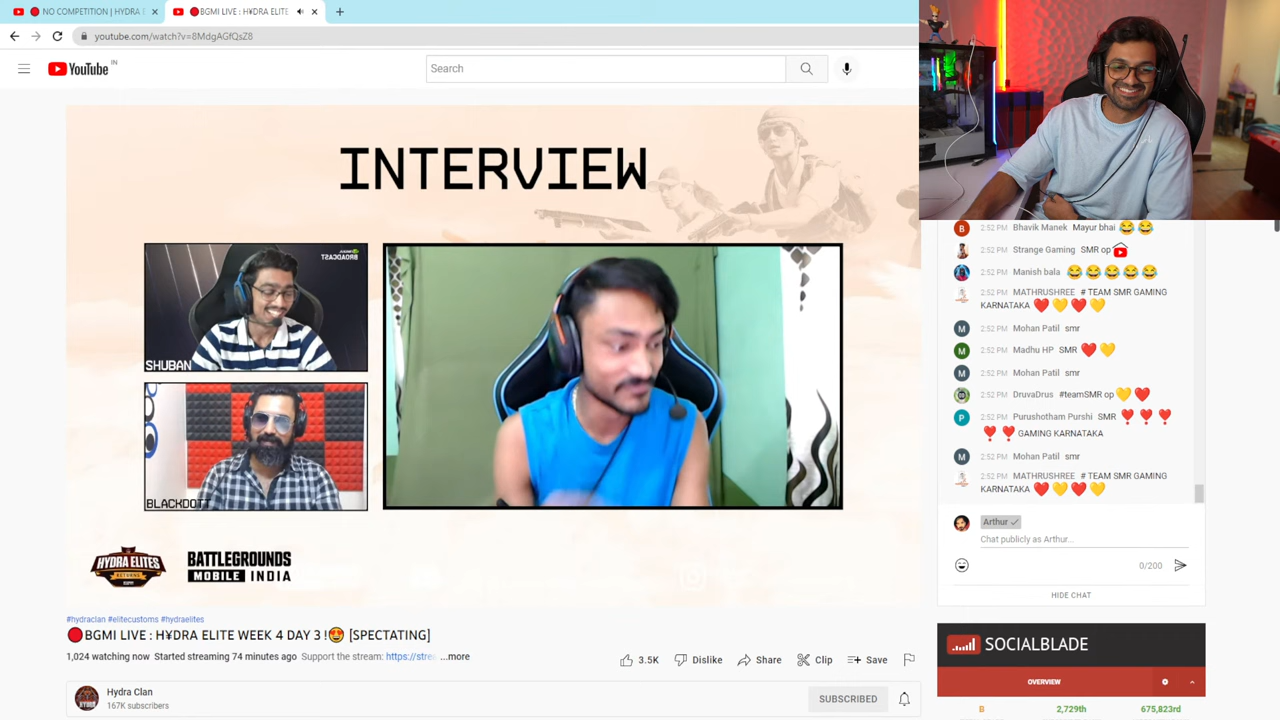 NO COMPETITION | HYDRA E
BGMI LIVE : H¥DRA ELITE
youtube.com/watch?v=8MdgAGfQsZ8
YouTube IN
Search
INTERVIEW
BROADCAST
SHUBAN
BLACKDOTT
HYDRA ELITES
RETURNS
BATTLEGROUNDS
MOBILE INDIA
#hydraclan #elitecustoms #hydraelites
🔴BGMI LIVE : H¥DRA ELITE WEEK 4 DAY 3 !😍 [SPECTATING]
1,024 watching now Started streaming 74 minutes ago Support the stream: https://stre ...more
3.5K Dislike Share Clip Save
Hydra Clan
167K subscribers
SUBSCRIBED
B 2:52 PM Bhavik Manek Mayur bhai 😂😂
2:52 PM Strange Gaming SMR op
2:52 PM Manish bala 😂😂😂😂😂
2:52 PM MATHRUSHREE # TEAM SMR GAMING
KARNATAKA ❤️💛❤️💛
M 2:52 PM Mohan Patil smr
M 2:52 PM Madhu HP SMR ❤️💛
M 2:52 PM Mohan Patil smr
2:52 PM DruvaDrus #teamSMR op 💛❤️
P 2:52 PM Purushotham Purshi SMR ❣️❣️❣️
❣️❣️ GAMING KARNATAKA
M 2:52 PM Mohan Patil smr
2:52 PM MATHRUSHREE # TEAM SMR GAMING
KARNATAKA ❤️💛❤️💛
Arthur ✓
Chat publicly as Arthur...
0/200
HIDE CHAT
SOCIALBLADE
OVERVIEW
B 2,729th 675,823rd